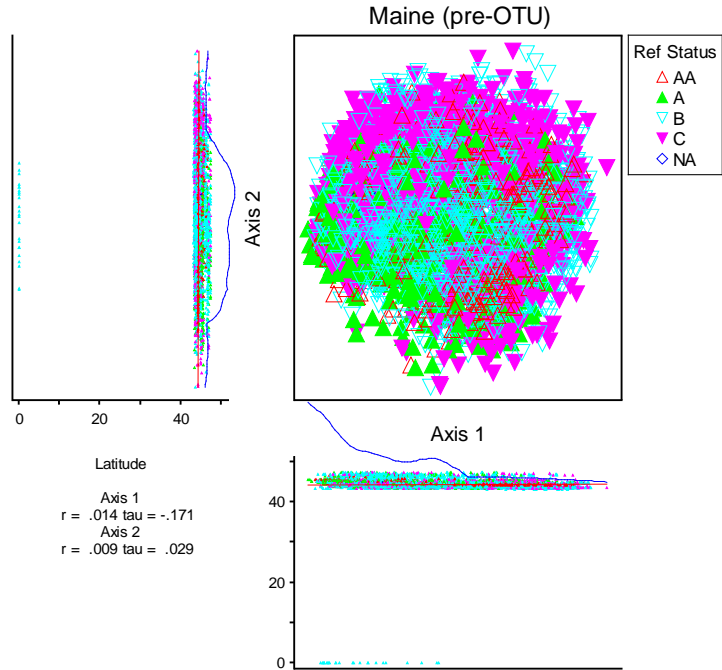 Maine (pre-OTU)
Ref Status
AA
A
B
C
NA
Axis 2
0
20
40
Axis 1
Latitude
Axis 1
r = .014 tau = -.171
Axis 2
r = .009 tau = .029
40
20
0